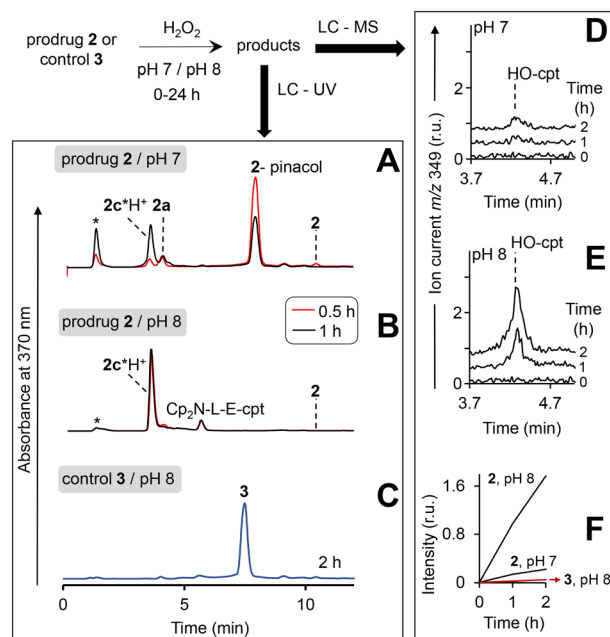 prodrug 2 or
control 3
H2O2
pH 7 / pH 8
0-24 h
products
LC - MS
LC - UV
Absorbance at 370 nm
prodrug 2 / pH 7
A
2- pinacol
2c*H+
2a
*
2
0.5 h
1 h
prodrug 2 / pH 8
B
2c*H+
Cp2N-L-E-cpt
*
2
control 3 / pH 8
C
3
2 h
0
5
10
Time (min)
Ion current m/z 349 (r.u.)
pH 7
D
HO-cpt
Time
(h)
2
0
2
1
0
3.7
4.7
Time (min)
pH 8
E
HO-cpt
Time
(h)
2
0
2
1
0
3.7
4.7
Time (min)
F
Intensity (r.u.)
1.6
0.8
0
2, pH 8
2, pH 7
3, pH 8
0
1
2
Time (h)